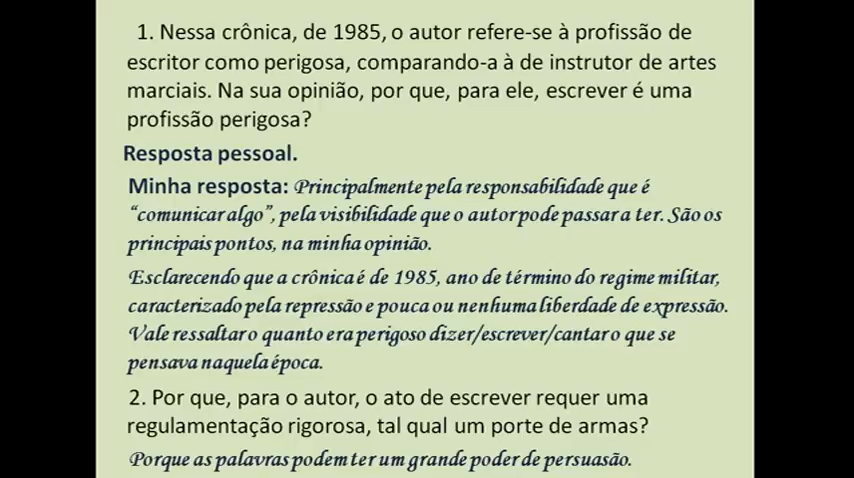 1. Nessa crônica, de 1985, o autor refere-se à profissão de
escritor como perigosa, comparando-a à de instrutor de artes
marciais. Na sua opinião, por que, para ele, escrever é uma
profissão perigosa?
Resposta pessoal.
Minha resposta: Principalmente pela responsabilidade que é
“comunicar algo”, pela visibilidade que o autor pode passar a ter. São os
principais pontos, na minha opinião.
Esclarecendo que a crônica é de 1985, ano de término do regime militar,
caracterizado pela repressão e pouca ou nenhuma liberdade de expressão.
Vale ressaltar o quanto era perigoso dizer/escrever/cantar o que se
pensava naquela época.
2. Por que, para o autor, o ato de escrever requer uma
regulamentação rigorosa, tal qual um porte de armas?
Porque as palavras podem ter um grande poder de persuasão.